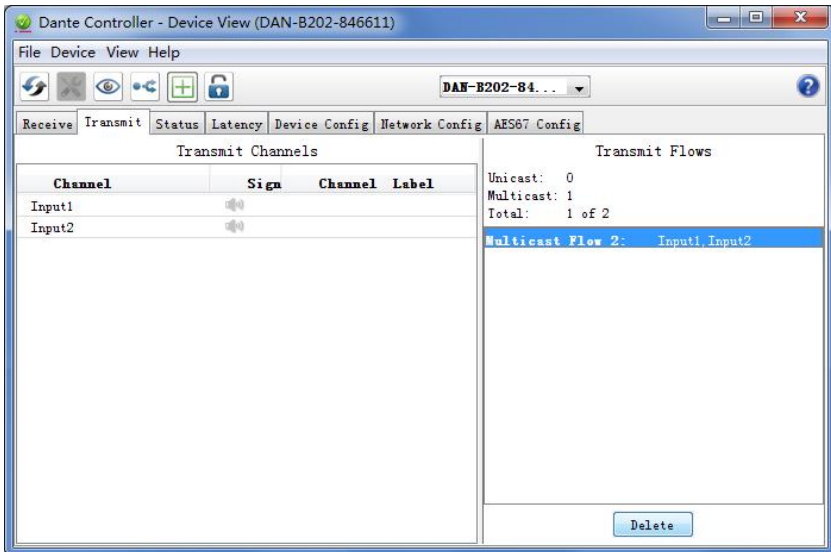 Dante Controller - Device View (DAN-B202-846611)
File Device View Help
DAN-B202-84... 
Receive Transmit Status Latency Device Config Network Config AES67 Config
Transmit Channels
Channel Sign Channel Label
Input1
Input2
Transmit Flows
Unicast: 0
Multicast: 1
Total: 1 of 2
Multicast Flow 2: Input1, Input2
Delete